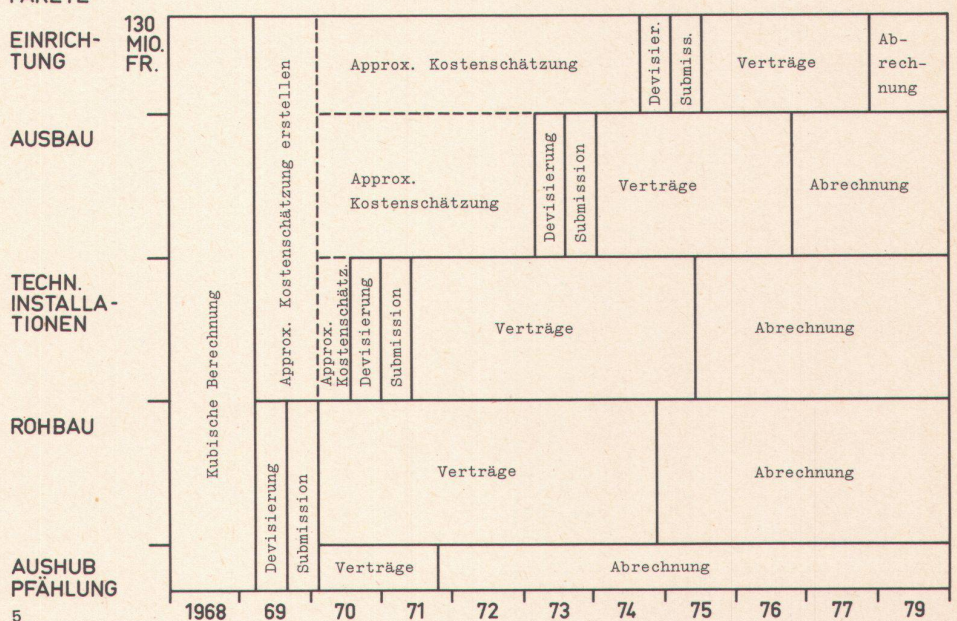 PAKETE
EINRICH-
TUNG
130
MIO.
FR.
Kubische Berechnung
Approx. Kostenschätzung erstellen
Approx. Kostenschätzung
Devisier.
Submiss.
Verträge
Ab-
rech-
nung
AUSBAU
Approx.
Kostenschätzung
Devisierung
Submission
Verträge
Abrechnung
TECHN.
INSTALLA-
TIONEN
Approx.
Kostenschätz.
Devisierung
Submission
Verträge
Abrechnung
ROHBAU
Devisierung
Submission
Verträge
Abrechnung
AUSHUB
PFÄHLUNG
Verträge
Abrechnung
5
1968 69 70 71 72 73 74 75 76 77 79